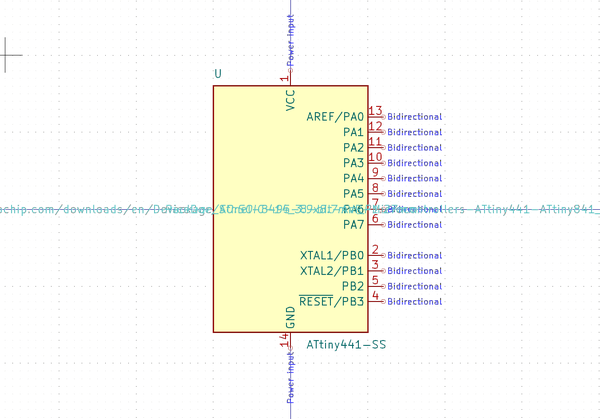 Power Input
U
1
VCC
AREF/PA0 13 Bidirectional
PA1 12 Bidirectional
PA2 11 Bidirectional
PA3 10 Bidirectional
PA4 9 Bidirectional
PA5 8 Bidirectional
PA6 7
ATtiny441 ATtiny841_
PA7 6 Bidirectional
XTAL1/PB0 2 Bidirectional
XTAL2/PB1 3 Bidirectional
PB2 5 Bidirectional
RESET/PB3 4 Bidirectional
GND
14
ATtiny441-SS
Power Input